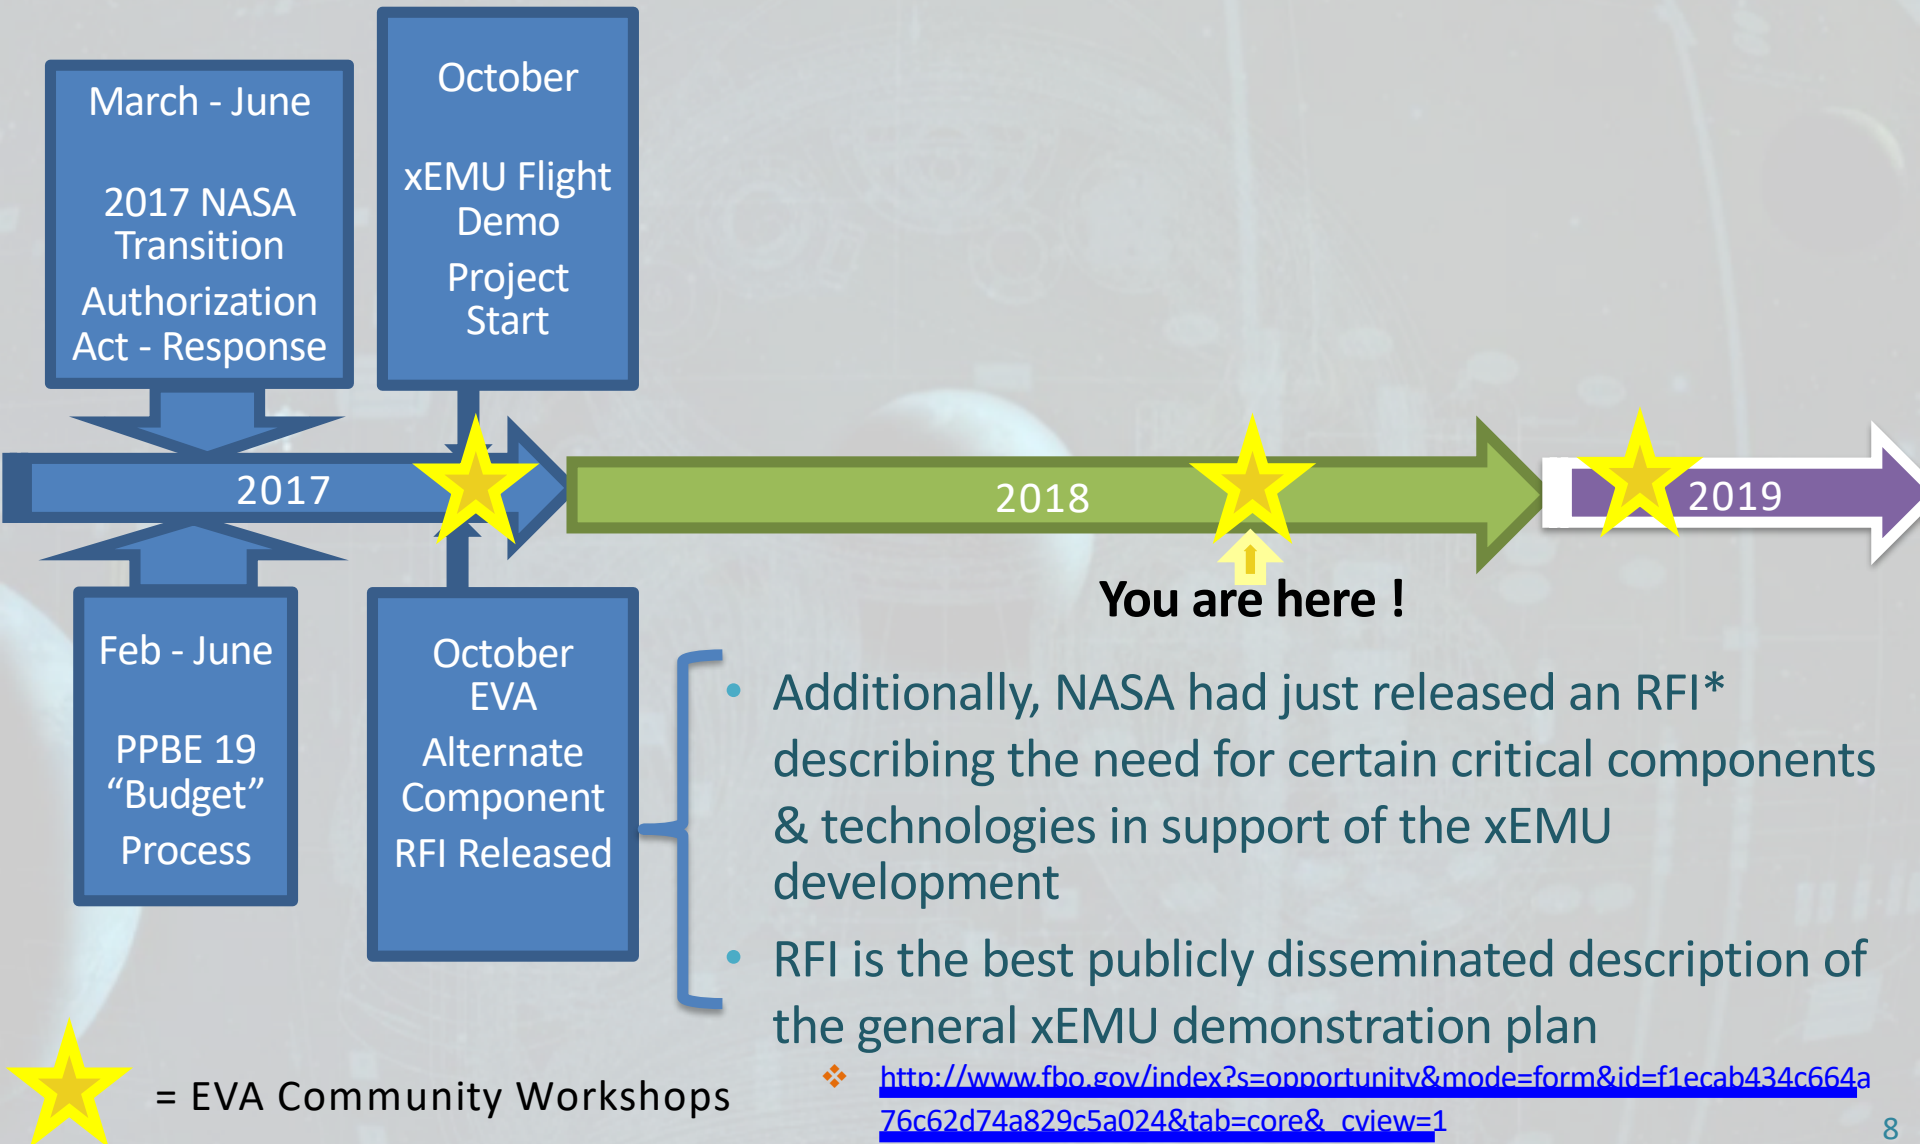 March - June
2017 NASA
Transition
Authorization
Act - Response
October
xEMU Flight
Demo
Project
Start
2017
2018
2019
You are here !
Feb - June
PPBE 19
“Budget”
Process
October
EVA
Alternate
Component
RFI Released
• Additionally, NASA had just released an RFI*
describing the need for certain critical components
& technologies in support of the xEMU
development
• RFI is the best publicly disseminated description of
the general xEMU demonstration plan
❖ http://www.fbo.gov/index?s=opportunity&mode=form&id=f1ecab434c664a
76c62d74a829c5a024&tab=core&_cview=1
= EVA Community Workshops
8